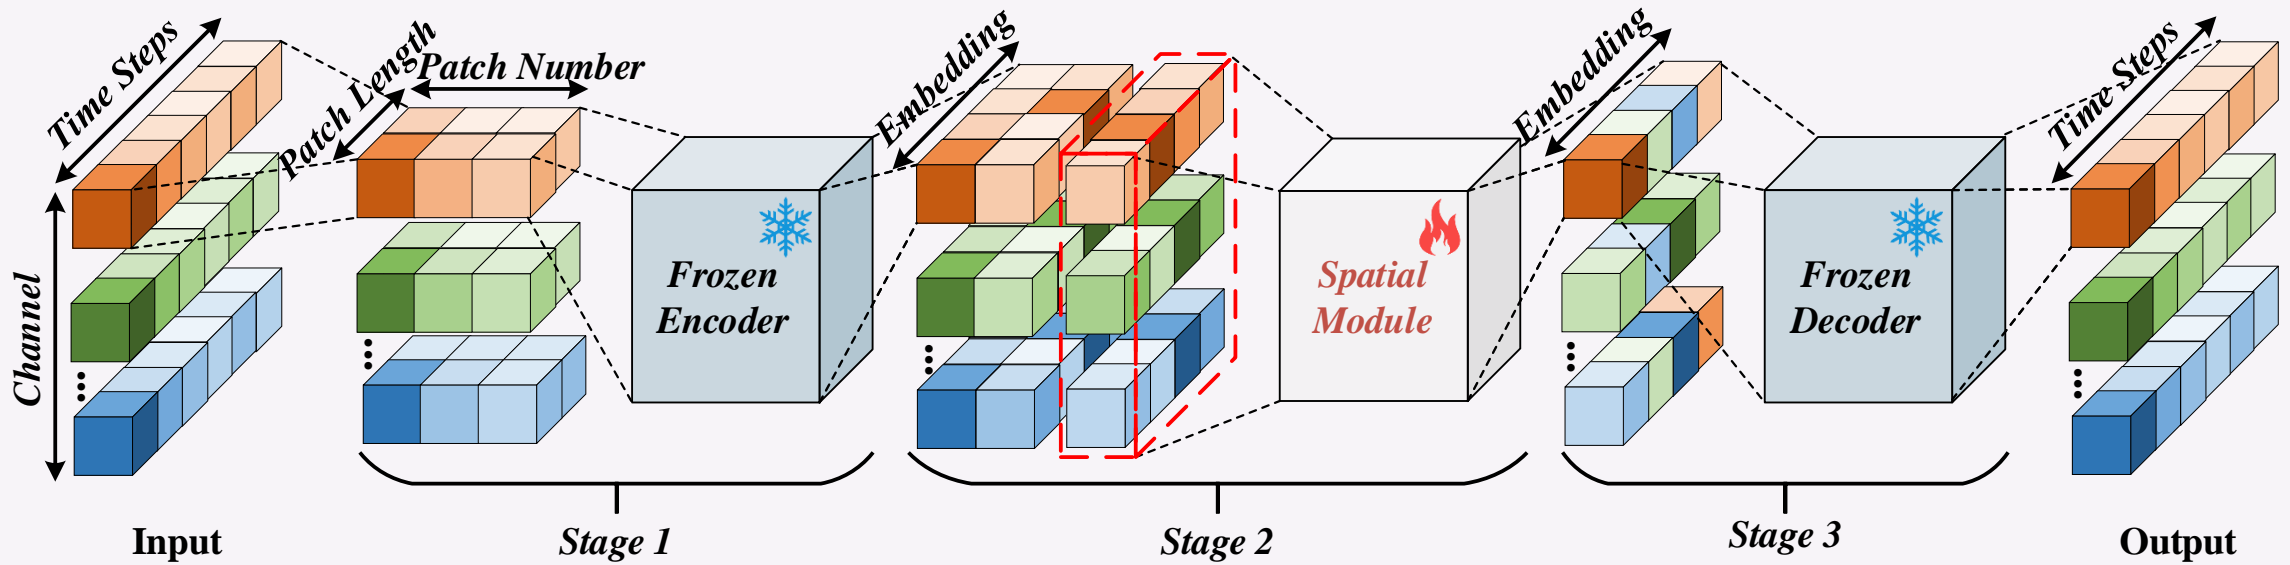 Time Steps
Channel
Input
Patch Length
Patch Number
Frozen
Encoder
Stage 1
Embedding
Spatial
Module
Stage 2
Embedding
Frozen
Decoder
Stage 3
Time Steps
Output